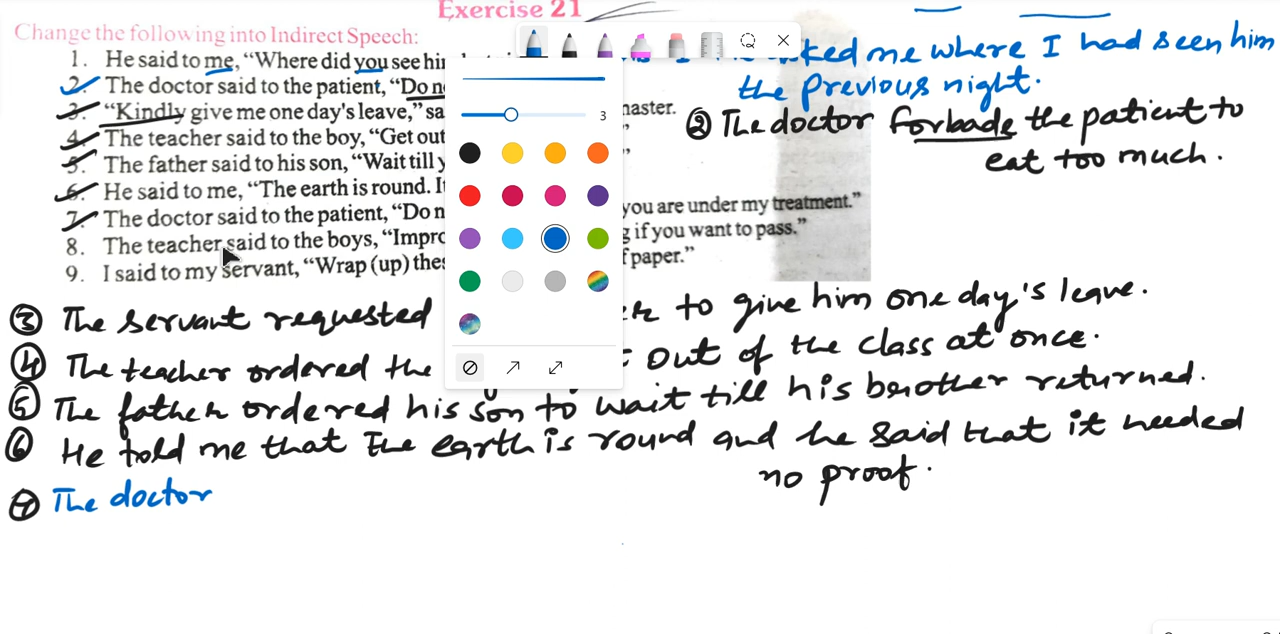 Exercise 21
Change the following into Indirect Speech:
1. He said to me, “Where did you see him
2. The doctor said to the patient, “Do no
3. “Kindly give me one day's leave,” sa master.
4. The teacher said to the boy, “Get out ”
5. The father said to his son, “Wait till y ”
6. He said to me, “The earth is round. It
7. The doctor said to the patient, “Do n you are under my treatment.”
8. The teacher said to the boys, “Impro g if you want to pass.”
9. I said to my servant, “Wrap (up) thes f paper.”
3
ked me where I had seen him
the previous night.
② The doctor forbade the patient to
eat too much.
③ The servant requested er to give him one day's leave.
④ The teacher ordered the t out of the class at once.
⑤ The father ordered his son to wait till his brother returned.
⑥ He told me that The earth is round and he said that it needed
no proof.
⑦ The doctor